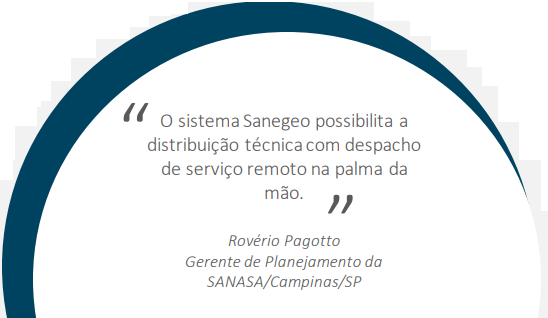 “ O sistema Sanegeo possibilita a
distribuição técnica com despacho
de serviço remoto na palma da
mão. ”
Rovério Pagotto
Gerente de Planejamento da
SANASA/Campinas/SP